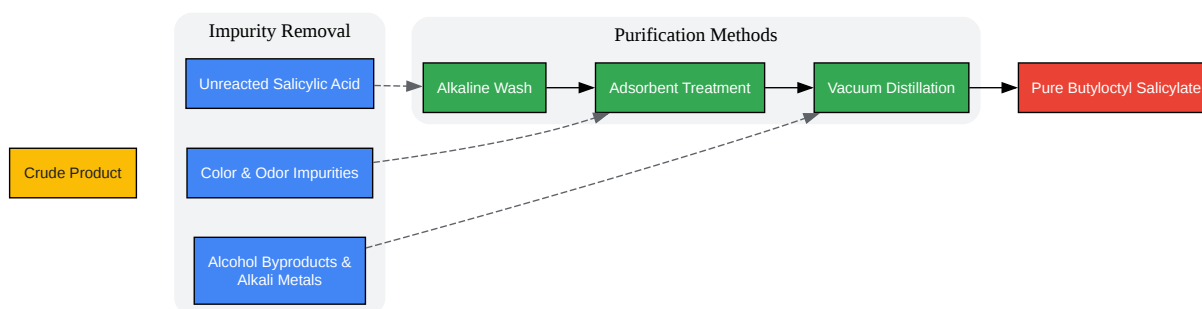 Impurity Removal
Purification Methods
Unreacted Salicylic Acid
Alkaline Wash
Adsorbent Treatment
Vacuum Distillation
Pure Butyloctyl Salicylate
Crude Product
Color & Odor Impurities
Alcohol Byproducts &
Alkali Metals